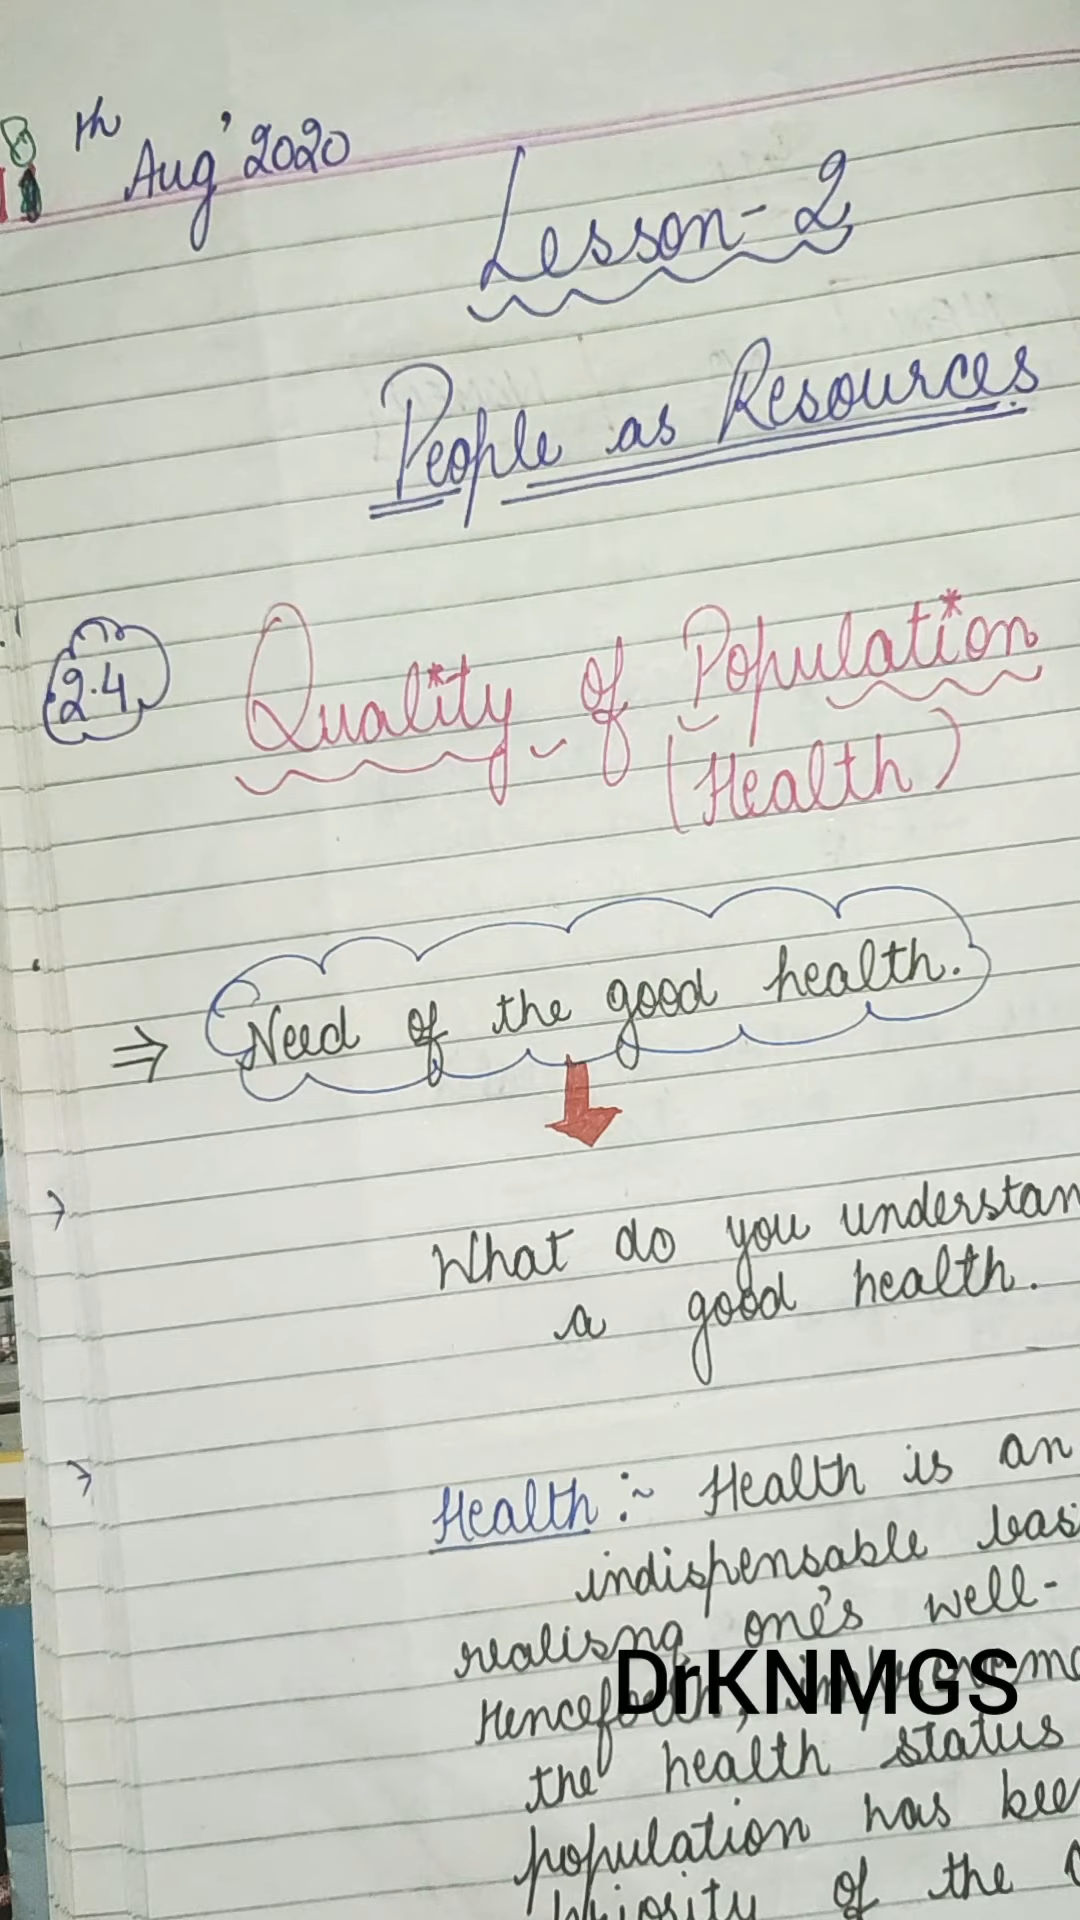 8th Aug' 2020
Lesson-2
People as Resources
2.4 Quality of Population
(Health)
⇒ Need of the good health.
What do you understan
a good health.
Health :~ Health is an
indispensable basi
realisng one's well-
the health status
population has bee
of the
DrKNMGS